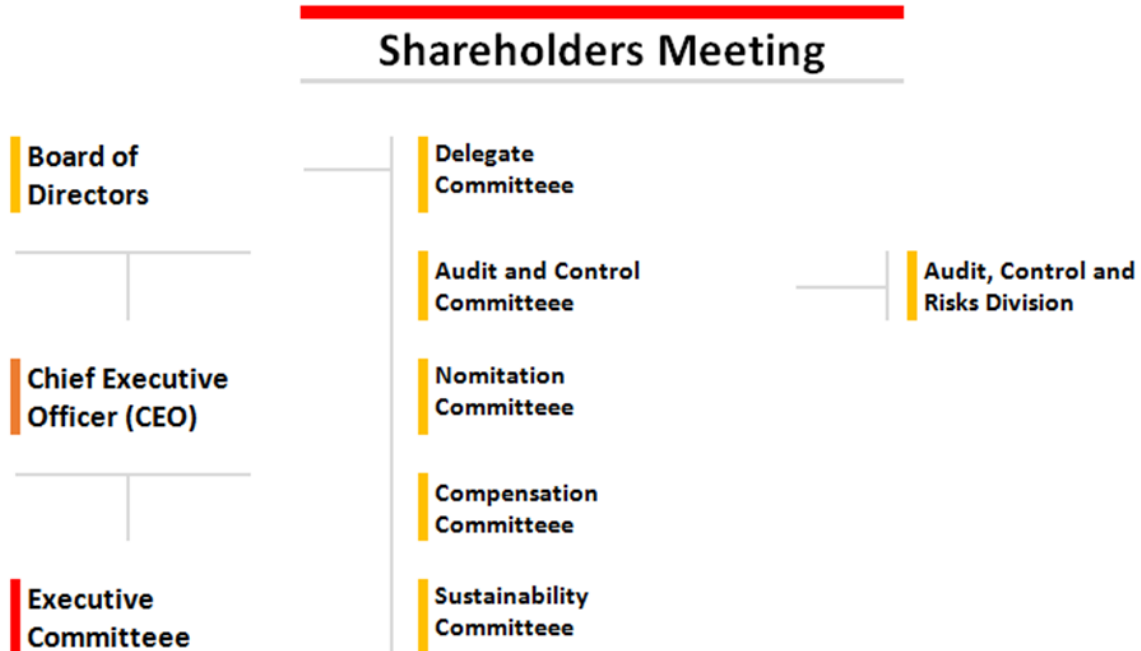 Shareholders Meeting
Board of
Directors
Delegate
Committeee
Audit and Control
Committeee
Audit, Control and
Risks Division
Chief Executive
Officer (CEO)
Nomitation
Committeee
Compensation
Committeee
Executive
Committeee
Sustainability
Committeee